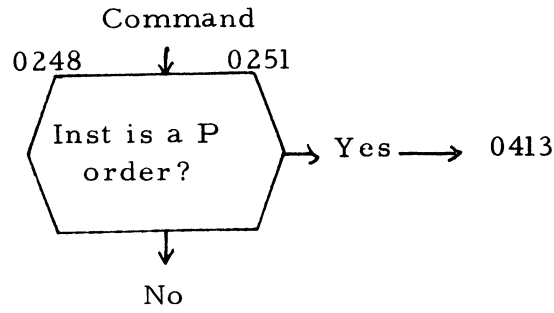 Command
0248 0251
Inst is a P
order?
Yes 0413
No